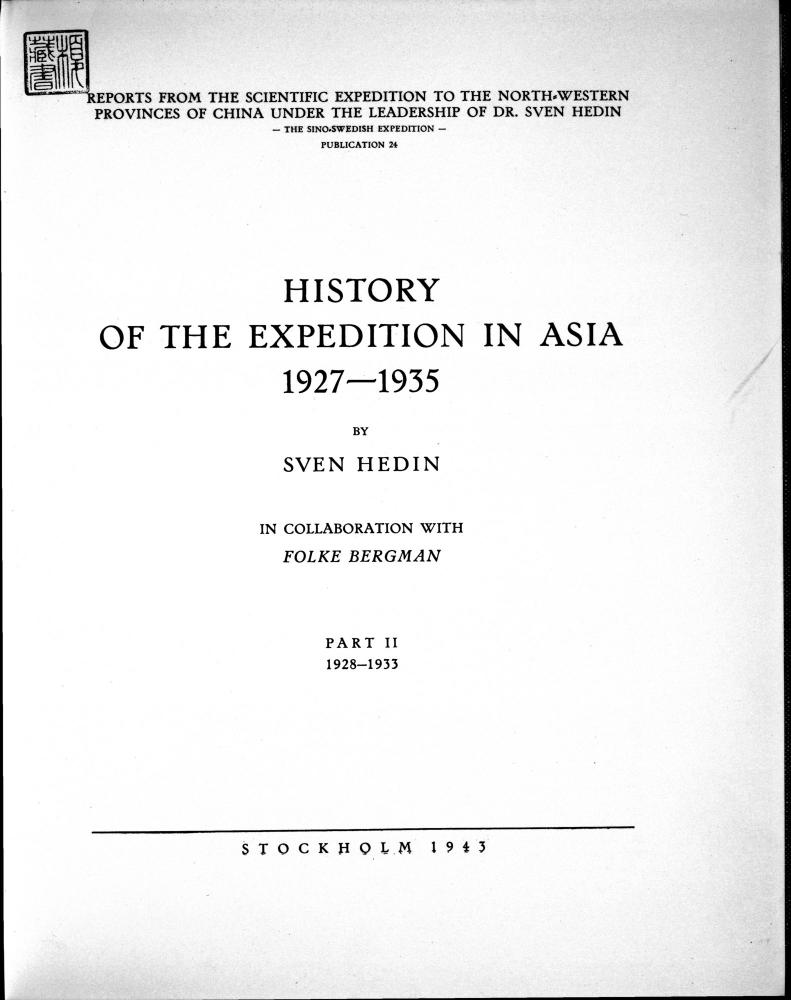 REPORTS FROM THE SCIENTIFIC EXPEDITION TO THE NORTH-WESTERN
PROVINCES OF CHINA UNDER THE LEADERSHIP OF DR. SVEN HEDIN
— THE SINO-SWEDISH EXPEDITION —
PUBLICATION 24
HISTORY
OF THE EXPEDITION IN ASIA
1927—1935
BY
SVEN HEDIN
IN COLLABORATION WITH
FOLKE BERGMAN
PART II
1928–1933
STOCKHOLM 1943